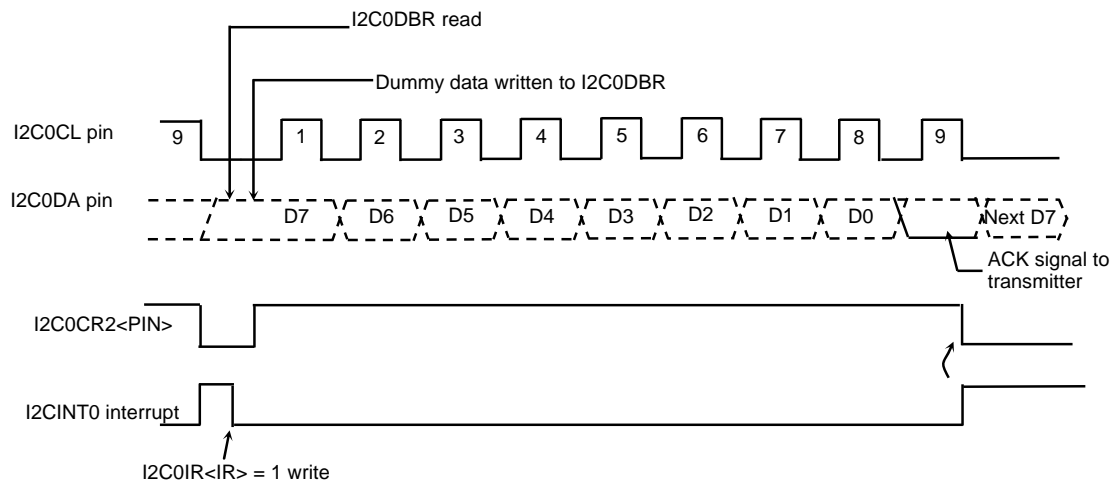 I2C0DBR read
Dummy data written to I2C0DBR
I2C0CL pin
9 1 2 3 4 5 6 7 8 9
I2C0DA pin
D7 D6 D5 D4 D3 D2 D1 D0 Next D7
ACK signal to
transmitter
I2C0CR2<PIN>
I2CINT0 interrupt
I2C0IR<IR> = 1 write